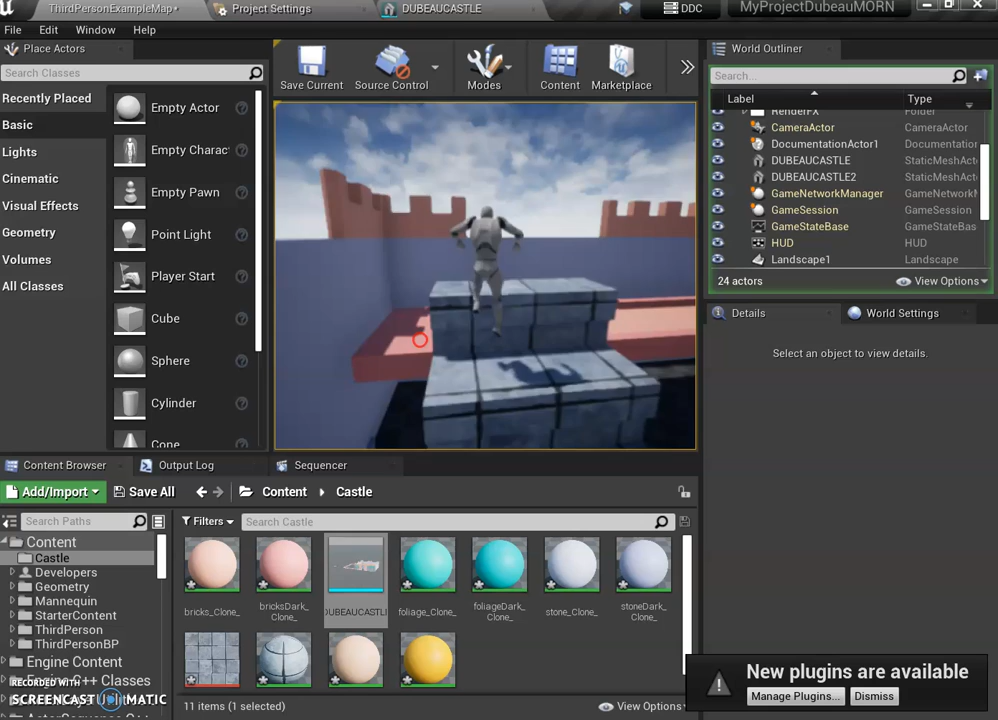 ThirdPersonExampleMap*
Project Settings
DUBEAUCASTLE
DDC
MyProjectDubeauMORN
File Edit Window Help
Place Actors
World Outliner
Search Classes
Save Current
Source Control
Modes
Content
Marketplace
Search...
Label
Type
Recently Placed
Basic
Lights
Cinematic
Visual Effects
Geometry
Volumes
All Classes
Empty Actor
Empty Charac
Empty Pawn
Point Light
Player Start
Cube
Sphere
Cylinder
Cone
RenderFX Folder
CameraActor CameraActor
DocumentationActor1 Documentation
DUBEAUCASTLE StaticMeshAct
DUBEAUCASTLE2 StaticMeshAct
GameNetworkManager GameNetworkM
GameSession GameSession
GameStateBase GameStateBas
HUD HUD
Landscape1 Landscape
24 actors
View Options
Details
World Settings
Select an object to view details.
Content Browser
Output Log
Sequencer
Add/Import
Save All
Content
Castle
Search Paths
Filters
Search Castle
Content
Castle
Developers
Geometry
Mannequin
StarterContent
ThirdPerson
ThirdPersonBP
Engine Content
Engine C++ Classes
bricks_Clone_
bricksDark_
Clone_
DUBEAUCASTLE
foliage_Clone_
foliageDark_
Clone_
stone_Clone_
stoneDark_
Clone_
11 items (1 selected)
View Options
RECORDED WITH
SCREENCAST-O-MATIC
New plugins are available
Manage Plugins...
Dismiss